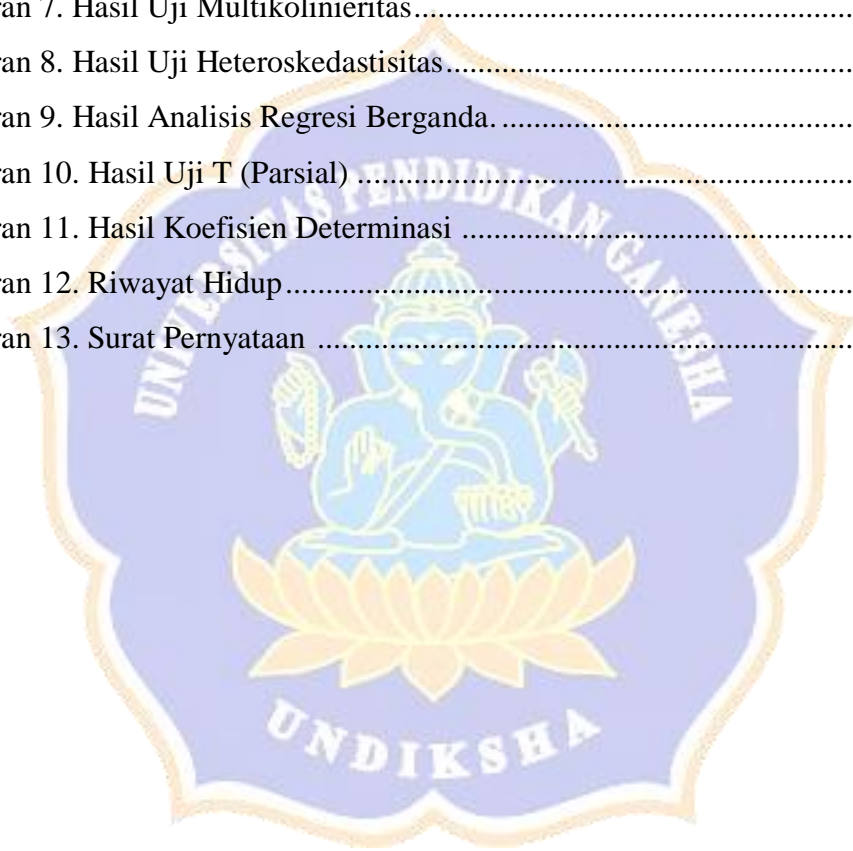 ran 7. Hasil Uji Multikolinieritas..........................................................
ran 8. Hasil Uji Heteroskedastisitas......................................................
ran 9. Hasil Analisis Regresi Berganda. ...............................................
ran 10. Hasil Uji T (Parsial) ................................................................
ran 11. Hasil Koefisien Determinasi ....................................................
ran 12. Riwayat Hidup..........................................................................
ran 13. Surat Pernyataan .....................................................................
UNIVERSITAS PENDIDIKAN GANESHA
UNDIKSHA